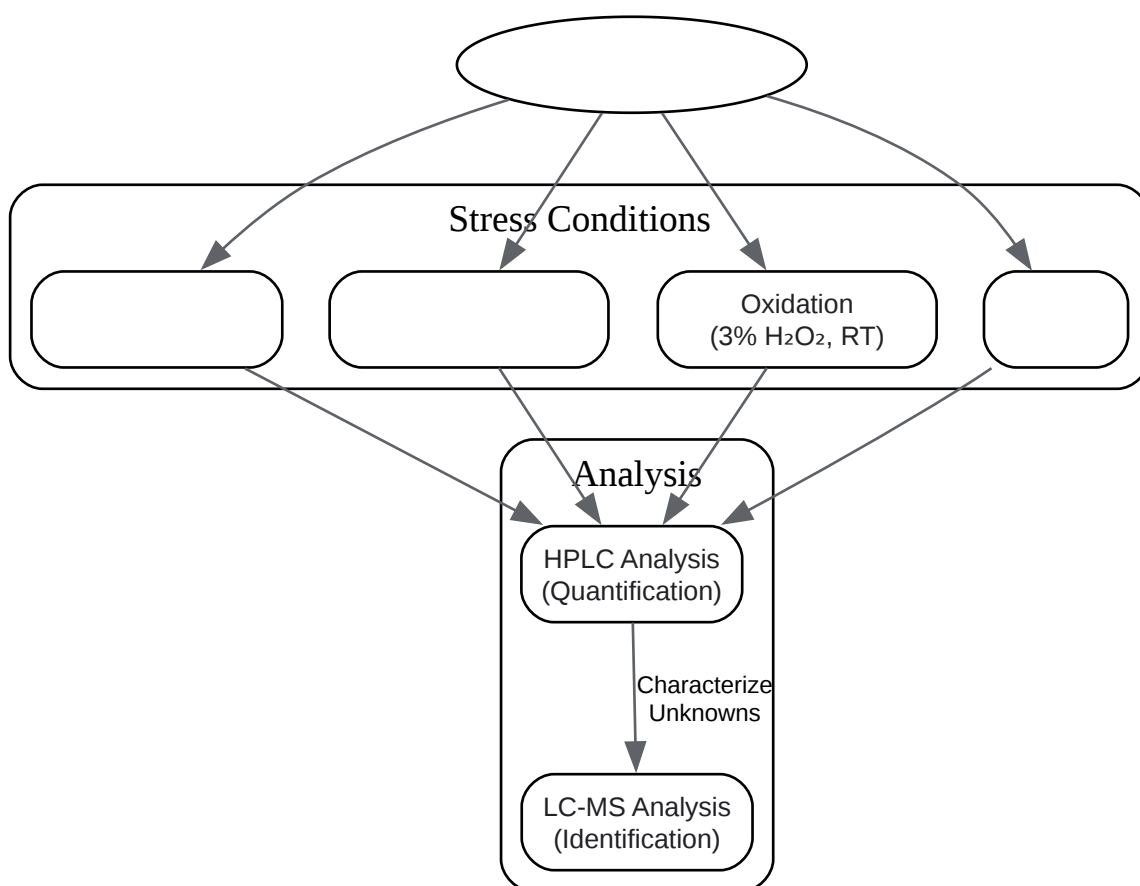 Stress Conditions
Oxidation
(3% H₂O₂, RT)
Analysis
HPLC Analysis
(Quantification)
Characterize
Unknowns
LC-MS Analysis
(Identification)